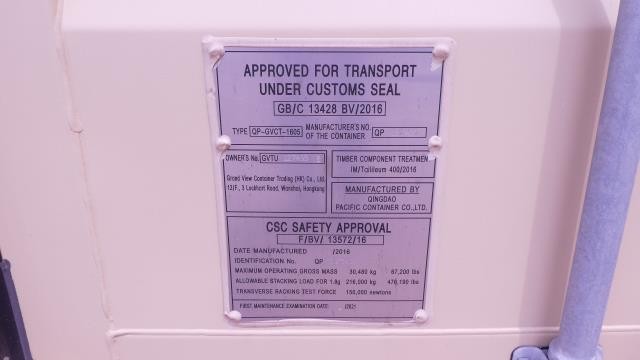 APPROVED FOR TRANSPORT
UNDER CUSTOMS SEAL
GB/C 13428 BV/2016
TYPE QP-GVCT-1605 MANUFACTURER'S NO. OF THE CONTAINER QP
OWNER'S No. GVTU
Grand View Container Trading (HK) Co., Ltd.
12/F., 3 Lockhart Road, Wanchai, Hongkong
TIMBER COMPONENT TREATMENT
IM/Tailileum 400/2016
MANUFACTURED BY
QINGDAO
PACIFIC CONTAINER CO.,LTD.
CSC SAFETY APPROVAL
F/BV/ 13572/16
DATE MANUFACTURED /2016
IDENTIFICATION No. QP
MAXIMUM OPERATING GROSS MASS 30,480 kg 67,200 lbs
ALLOWABLE STACKING LOAD FOR 1.8g 216,000 kg 476,190 lbs
TRANSVERSE RACKING TEST FORCE 150,000 newtons
FIRST MAINTENANCE EXAMINATION DATE: /2021